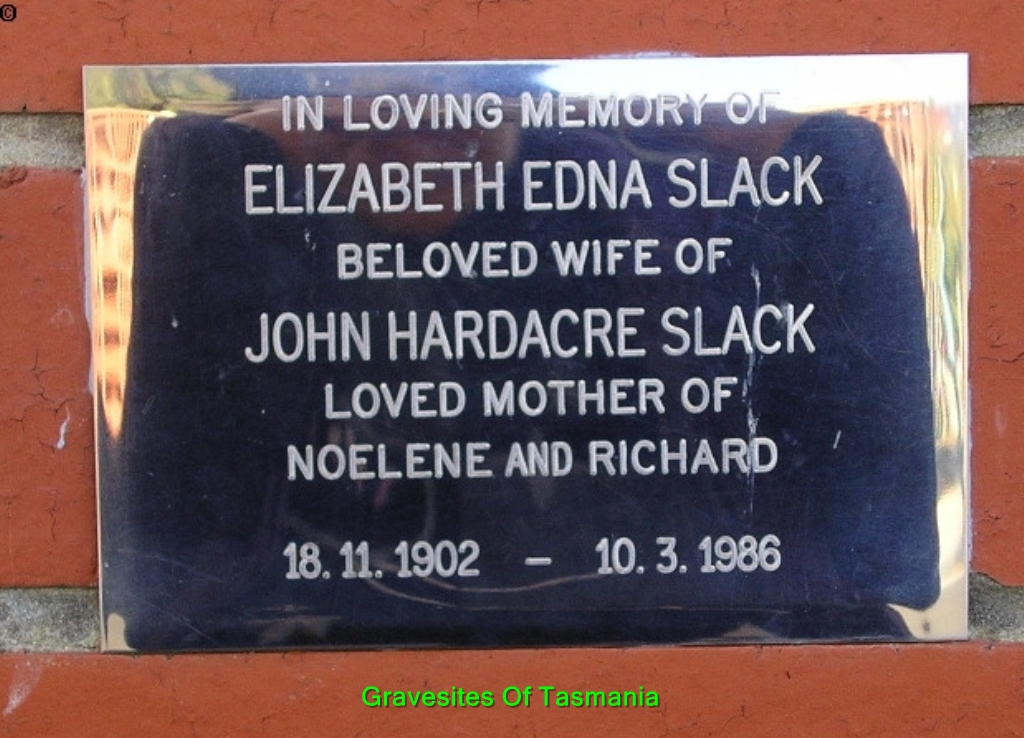 ©
IN LOVING MEMORY OF
ELIZABETH EDNA SLACK
BELOVED WIFE OF
JOHN HARDACRE SLACK
LOVED MOTHER OF
NOELENE AND RICHARD
18. 11. 1902 – 10. 3. 1986
Gravesites Of Tasmania